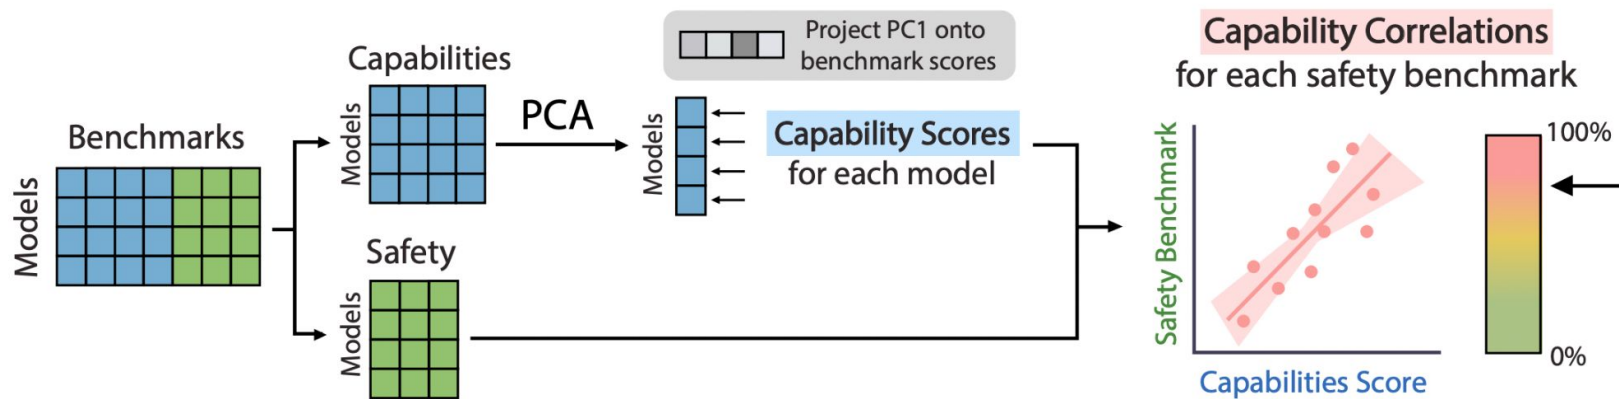 Benchmarks
Models
Capabilities
Models
PCA
Project PC1 onto
benchmark scores
Models
Capability Scores
for each model
Safety
Models
Capability Correlations
for each safety benchmark
Safety Benchmark
Capabilities Score
100%
0%